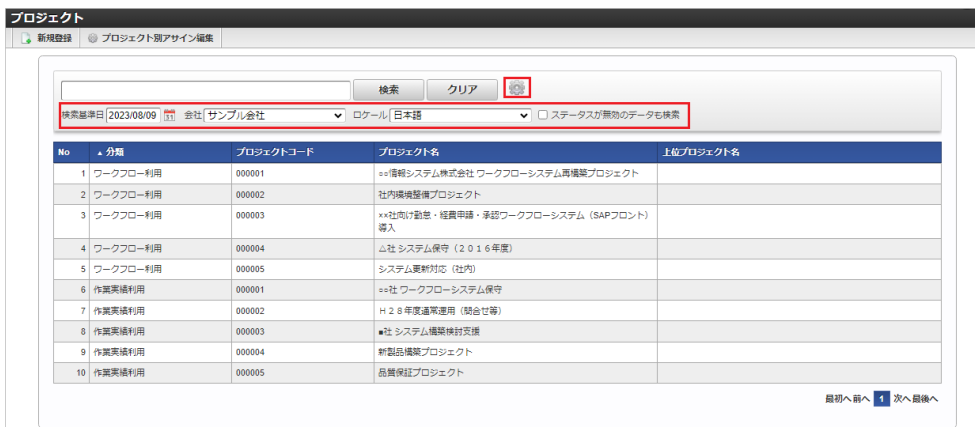 プロジェクト
新規登録 プロジェクト別アサイン編集
検索 クリア
検索基準日 2023/08/09 31 会社 サンプル会社 ロケール 日本語 ステータスが無効のデータも検索
No ▲分類 プロジェクトコード プロジェクト名 上位プロジェクト名
1 ワークフロー利用 000001 ○○情報システム株式会社 ワークフローシステム再構築プロジェクト
2 ワークフロー利用 000002 社内環境整備プロジェクト
3 ワークフロー利用 000003 ××社向け勤怠・経費申請・承認ワークフローシステム（SAPフロント）
導入
4 ワークフロー利用 000004 △社 システム保守（２０１６年度）
5 ワークフロー利用 000005 システム更新対応（社内）
6 作業実績利用 000001 ○○社 ワークフローシステム保守
7 作業実績利用 000002 Ｈ２８年度通常運用（問合せ等）
8 作業実績利用 000003 ■社 システム構築検討支援
9 作業実績利用 000004 新製品構築プロジェクト
10 作業実績利用 000005 品質保証プロジェクト
最初へ 前へ 1 次へ 最後へ